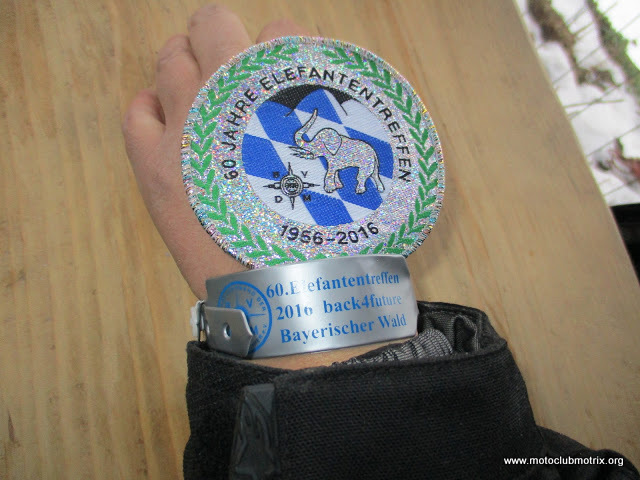 60 JAHRE ELEFANTENTREFFEN
B V
D M
1956-2016
60.Elefantentreffen
2016 back4future
Bayerischer Wald
www.motoclubmotrix.org